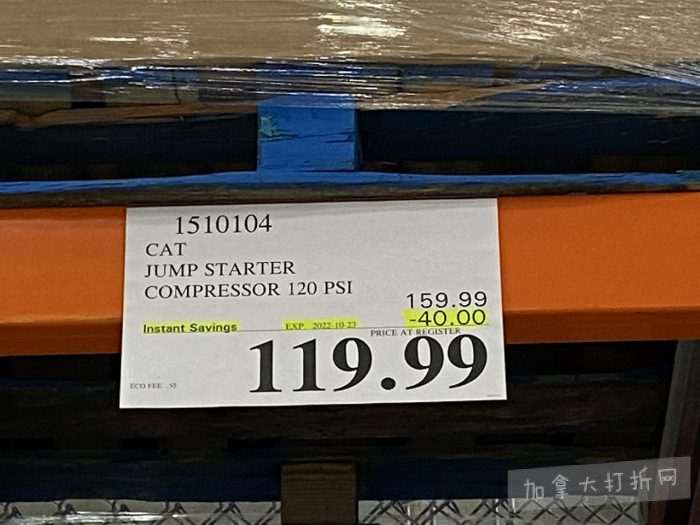 1510104
CAT
JUMP STARTER
COMPRESSOR 120 PSI
159.99
Instant Savings EXP. 2022-10-23 -40.00
PRICE AT REGISTER
119.99
ECO FEE
加拿大打折网